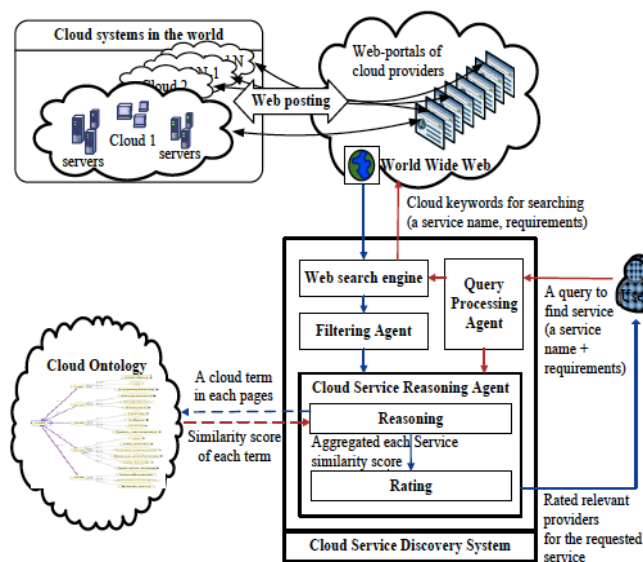 Cloud systems in the world
N
N-1
Cloud 2
Cloud 1
servers
servers
Web posting
Web-portals of
cloud providers
World Wide Web
Cloud keywords for searching
(a service name, requirements)
Web search engine
Query
Processing
Agent
Filtering Agent
A query to
find service
(a service
name +
requirements)
Cloud Ontology
A cloud term
in each pages
Similarity score
of each term
Cloud Service Reasoning Agent
Reasoning
Aggregated each Service
similarity score
Rating
Rated relevant
providers
for the requested
service
Cloud Service Discovery System